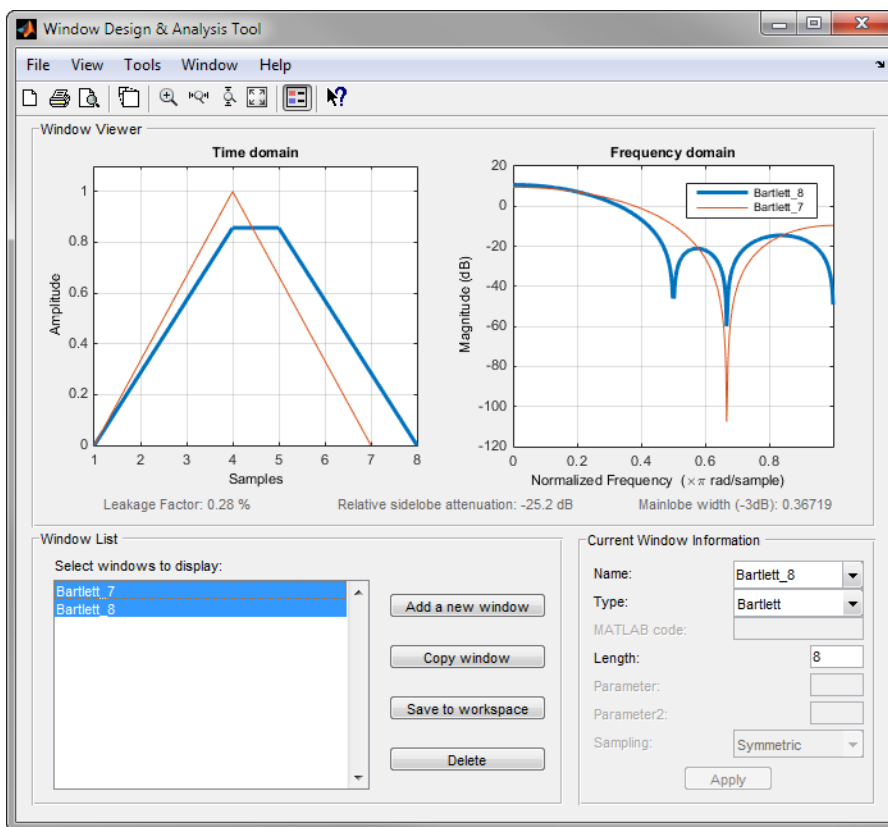 Window Design & Analysis Tool
File View Tools Window Help
Window Viewer
Time domain
1
0.8
0.6
0.4
0.2
0
Amplitude
1 2 3 4 5 6 7 8
Samples
Frequency domain
20
0
-20
-40
-60
-80
-100
-120
Magnitude (dB)
Bartlett_8
Bartlett_7
0 0.2 0.4 0.6 0.8
Normalized Frequency (×π rad/sample)
Leakage Factor: 0.28 % Relative sidelobe attenuation: -25.2 dB Mainlobe width (-3dB): 0.36719
Window List
Select windows to display:
Bartlett_7
Bartlett_8
Add a new window
Copy window
Save to workspace
Delete
Current Window Information
Name: Bartlett_8
Type: Bartlett
MATLAB code:
Length: 8
Parameter:
Parameter2:
Sampling: Symmetric
Apply